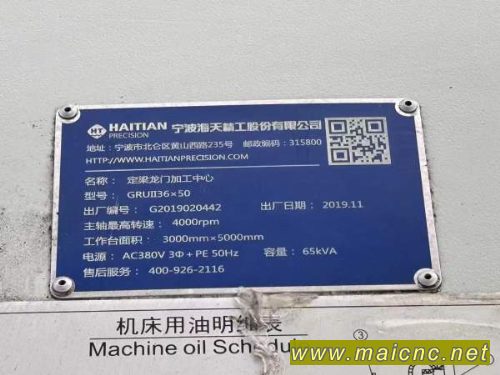 HT HAITIAN PRECISION 宁波海天精工股份有限公司
地址：宁波市北仑区黄山西路235号 邮政编码：315800
HTTP://WWW.HAITIANPRECISION.COM
名称： 定梁龙门加工中心
型号： GRUII36×50
出厂编号： G2019020442 出厂日期： 2019.11
主轴最高转速： 4000rpm
工作台面积： 3000mm×5000mm
电源： AC380V 3Φ+PE 50Hz 容量： 65kVA
售后服务： 400-926-2116
机床用油明细表
Machine oil Schedule
www.maicnc.net